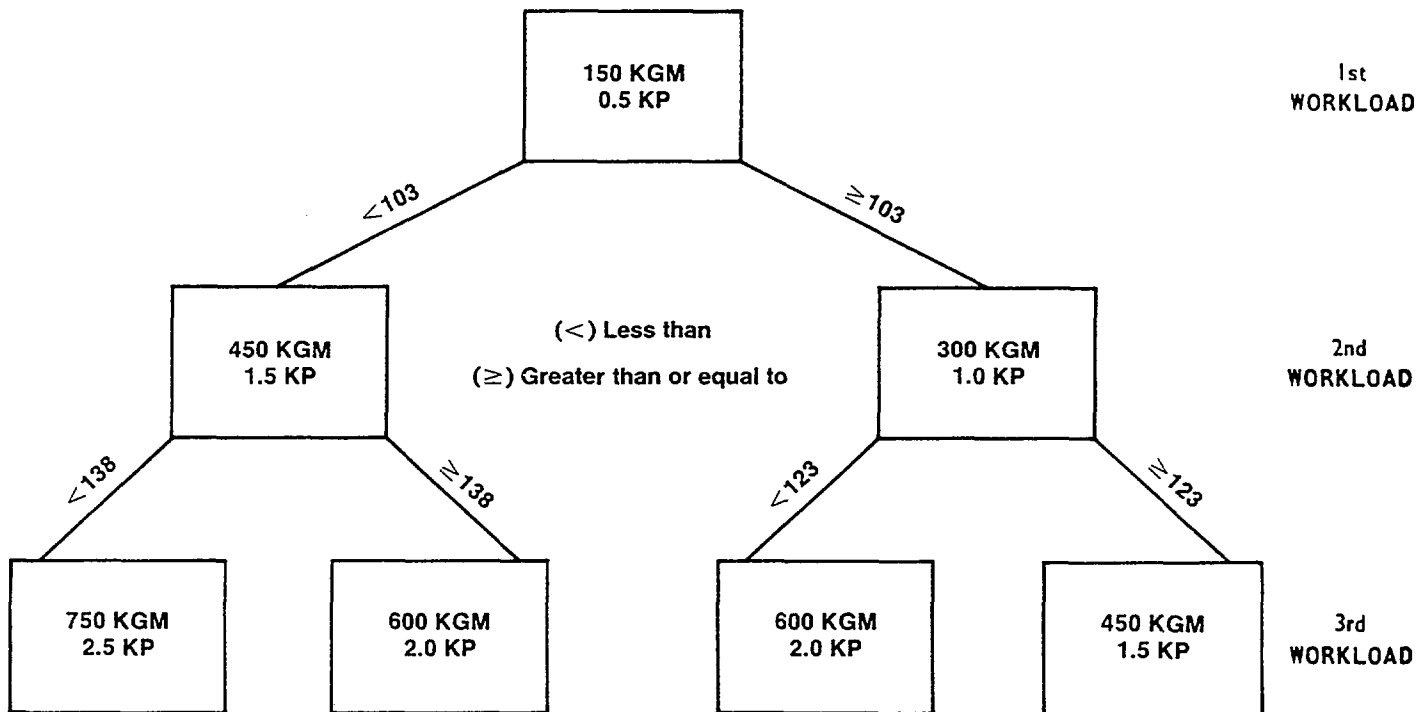 150 KGM
0.5 KP
1st
WORKLOAD
<103
≥103
450 KGM
1.5 KP
(<) Less than
(≥) Greater than or equal to
300 KGM
1.0 KP
2nd
WORKLOAD
<138
≥138
<123
≥123
750 KGM
2.5 KP
600 KGM
2.0 KP
600 KGM
2.0 KP
450 KGM
1.5 KP
3rd
WORKLOAD